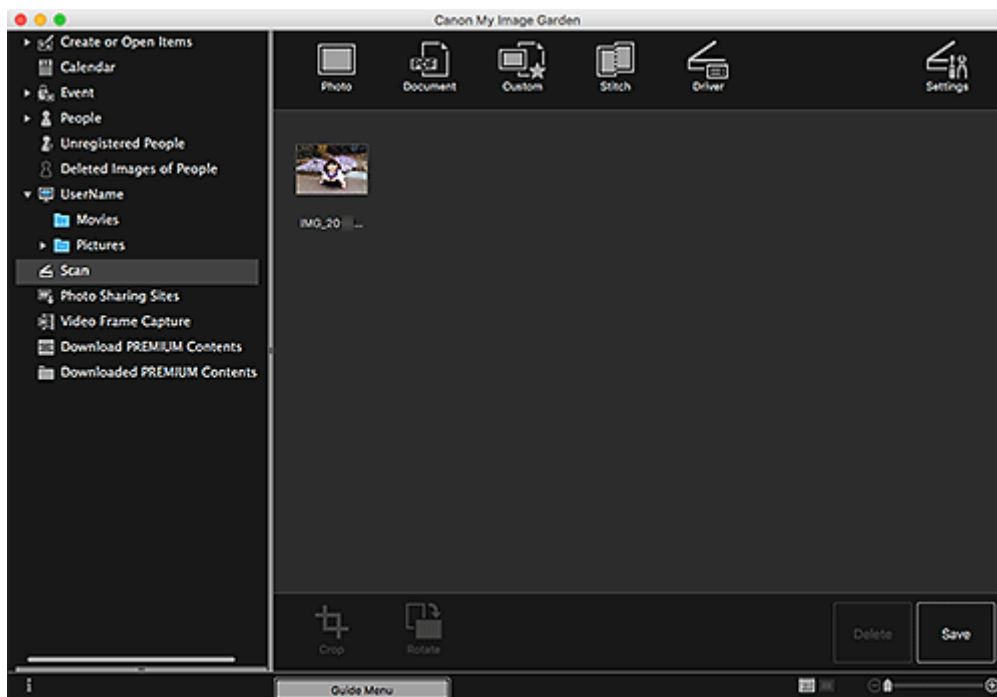 Canon My Image Garden
Create or Open Items
Calendar
Event
People
Unregistered People
Deleted Images of People
UserName
Movies
Pictures
Scan
Photo Sharing Sites
Video Frame Capture
Download PREMIUM Contents
Downloaded PREMIUM Contents
Photo
PDF
Document
Custom
Stitch
Driver
Settings
IMG_20 ...
Crop
Rotate
Delete
Save
Guide Menu